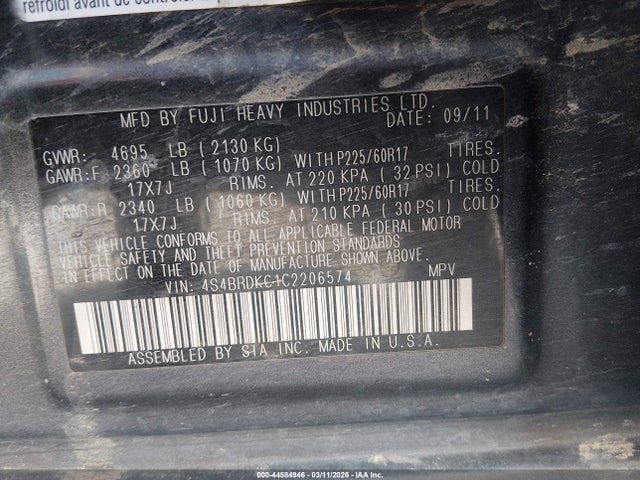 refroidi avant de contrôler
MFD BY FUJI HEAVY INDUSTRIES LTD.
DATE: 09/11
GVWR: 4695 LB (2130 KG)
GAWR:F 2360 LB (1070 KG) WITH P225/60R17 TIRES.
17X7J RIMS. AT 220 KPA (32 PSI) COLD
GAWR:R 2340 LB (1060 KG) WITH P225/60R17 TIRES.
17X7J RIMS. AT 210 KPA (30 PSI) COLD
THIS VEHICLE CONFORMS TO ALL APPLICABLE FEDERAL MOTOR
VEHICLE SAFETY AND THEFT PREVENTION STANDARDS
IN EFFECT ON THE DATE OF MANUFACTURE SHOWN ABOVE.
VIN: 4S4BRDKC1C2206574 MPV
ASSEMBLED BY SIA INC. MADE IN U.S.A.
000-44584946 - 03/11/2026 - IAA Inc.